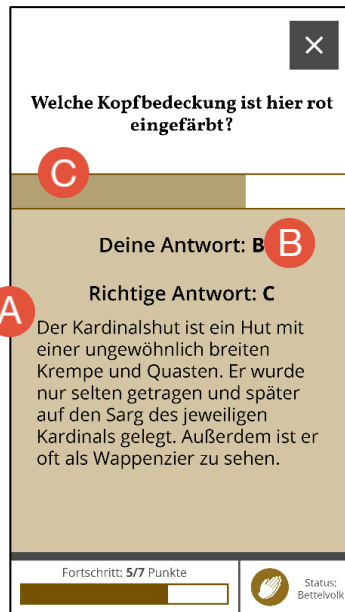 Welche Kopfbedeckung ist hier rot
eingefärbt?
C
Deine Antwort: B
B
Richtige Antwort: C
A
Der Kardinalshut ist ein Hut mit
einer ungewöhnlich breiten
Krempe und Quasten. Er wurde
nur selten getragen und später
auf den Sarg des jeweiligen
Kardinals gelegt. Außerdem ist er
oft als Wappenzier zu sehen.
Fortschritt: 5/7 Punkte
Status:
Bettelvolk